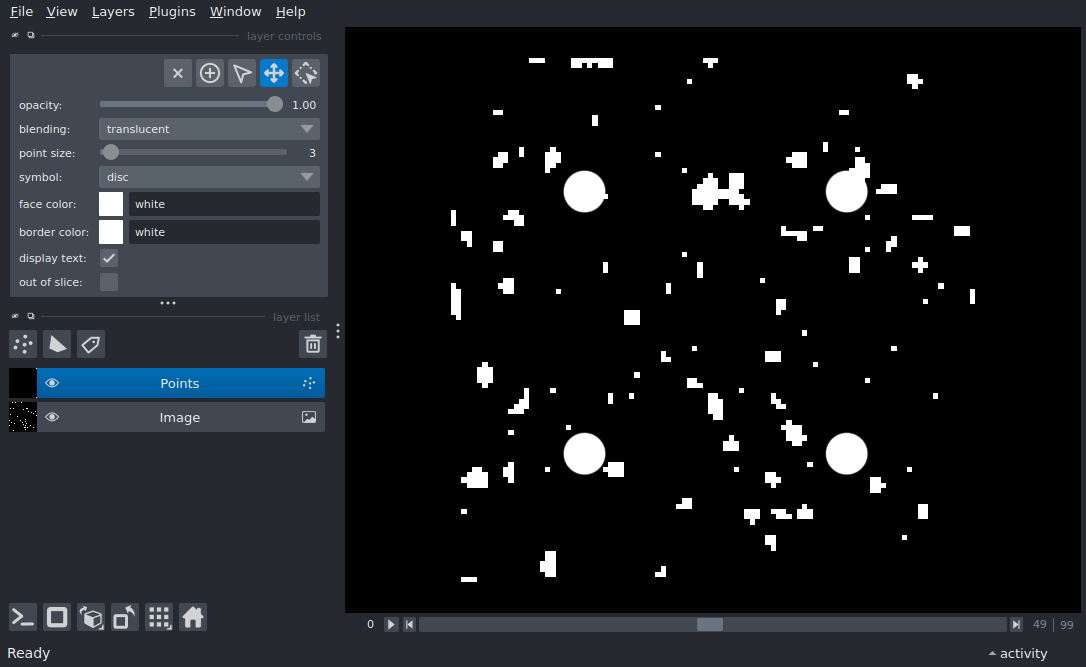 File View Layers Plugins Window Help
layer controls
opacity: 1.00
blending: translucent
point size: 3
symbol: disc
face color: white
border color: white
display text:
out of slice:
layer list
Points
Image
0 49 99
Ready activity